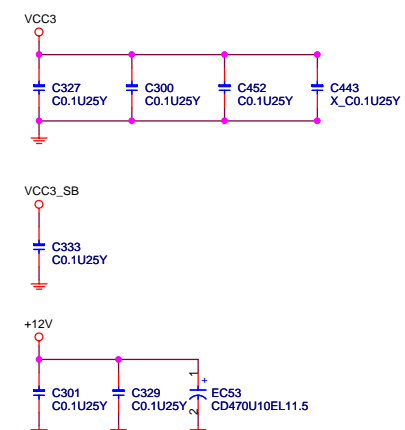 VCC3
C327 C300 C452 C443
C0.1U25Y C0.1U25Y C0.1U25Y X_C0.1U25Y
VCC3_SB
C333
C0.1U25Y
+12V
1 +
C301 C329 EC53
C0.1U25Y C0.1U25Y CD470U10EL11.5
2